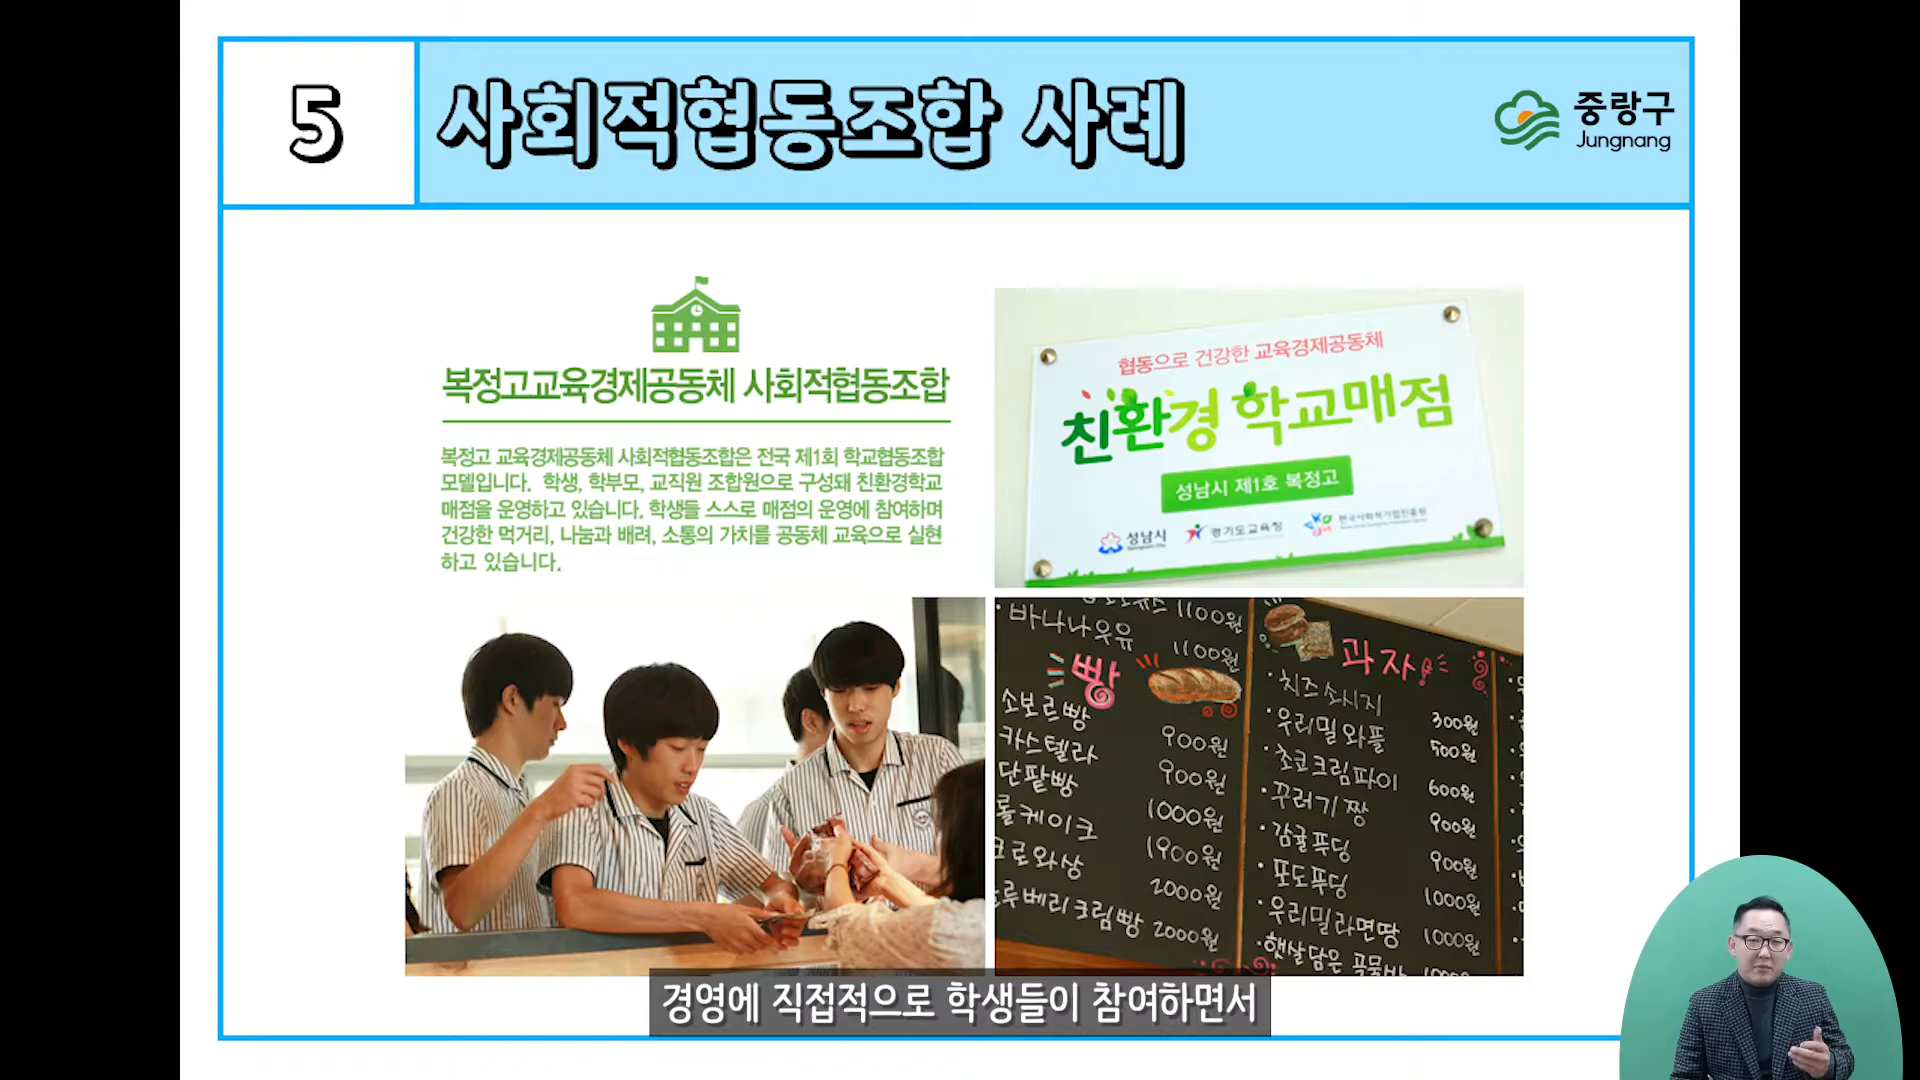 5
사회적협동조합 사례
중랑구
Jungnang
복정고교육경제공동체 사회적협동조합
복정고 교육경제공동체 사회적협동조합은 전국 제1회 학교협동조합
모델입니다. 학생, 학부모, 교직원 조합원으로 구성돼 친환경학교
매점을 운영하고 있습니다. 학생들 스스로 매점의 운영에 참여하며
건강한 먹거리, 나눔과 배려, 소통의 가치를 공동체 교육으로 실현
하고 있습니다.
협동으로 건강한 교육경제공동체
친환경 학교매점
성남시 제1호 복정고
성남시
경기도교육청
한국사회적기업진흥원
1100원
바나나우유 1100원
빵
소보르빵 900원
카스텔라 900원
단팥빵 1000원
롤케이크 1900원
크로와상 2000원
루베리크림빵 2000원
과자
치즈소시지 300원
우리밀와플 500원
초코크림파이 600원
꾸러기짱 900원
감귤푸딩 900원
포도푸딩 1000원
우리밀라면땅 1000원
햇살담은 곡물바
경영에 직접적으로 학생들이 참여하면서